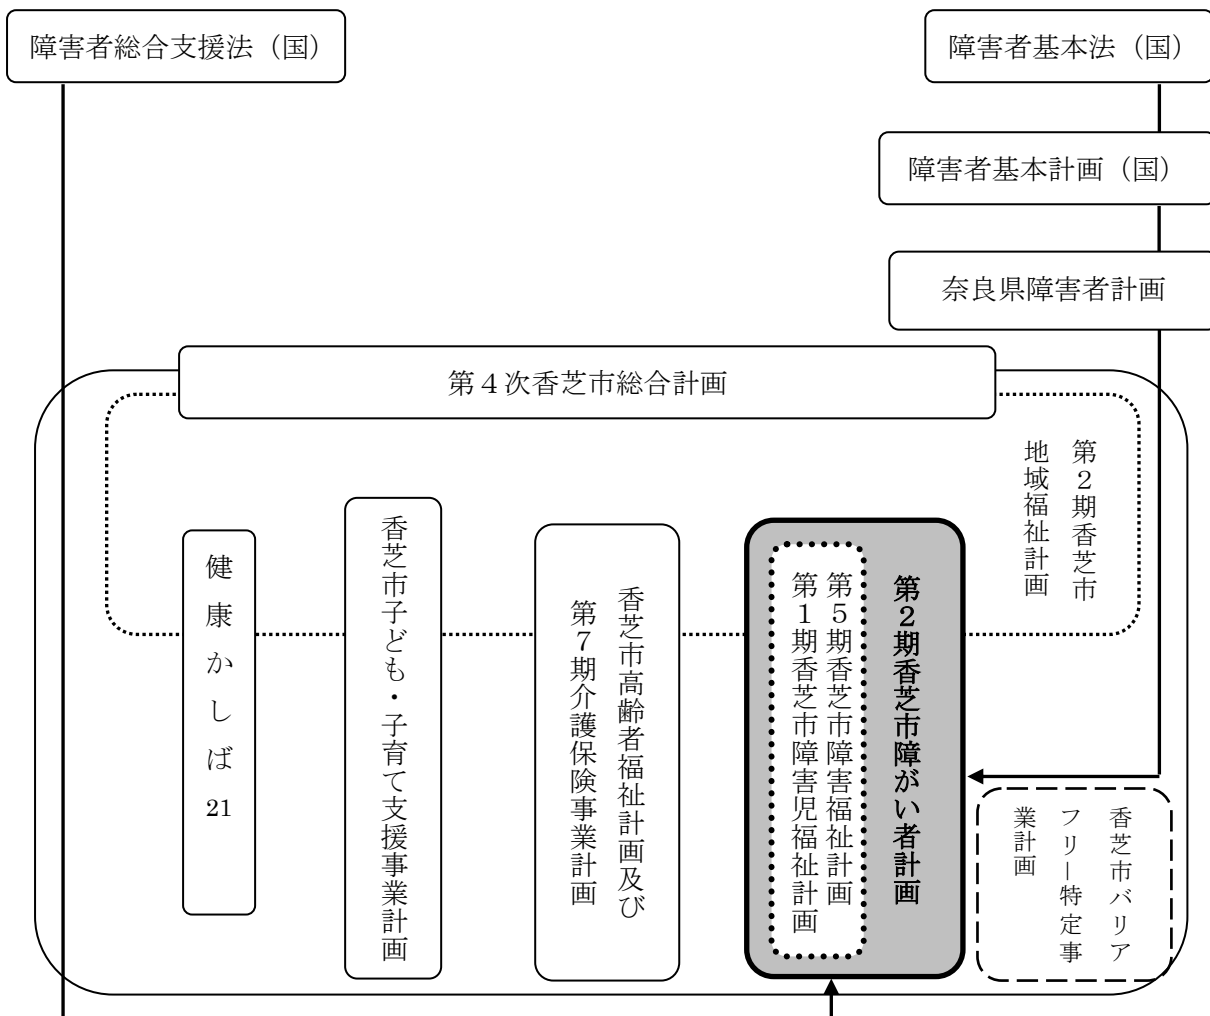 障害者総合支援法（国）
障害者基本法（国）
障害者基本計画（国）
奈良県障害者計画
第４次香芝市総合計画
第２期香芝市
地域福祉計画
第２期香芝市障がい者計画
第５期香芝市障害福祉計画
第１期香芝市障害児福祉計画
香芝市高齢者福祉計画及び
第７期介護保険事業計画
香芝市子ども・子育て支援事業計画
健康かしば21
香芝市バリア
フリー特定事
業計画